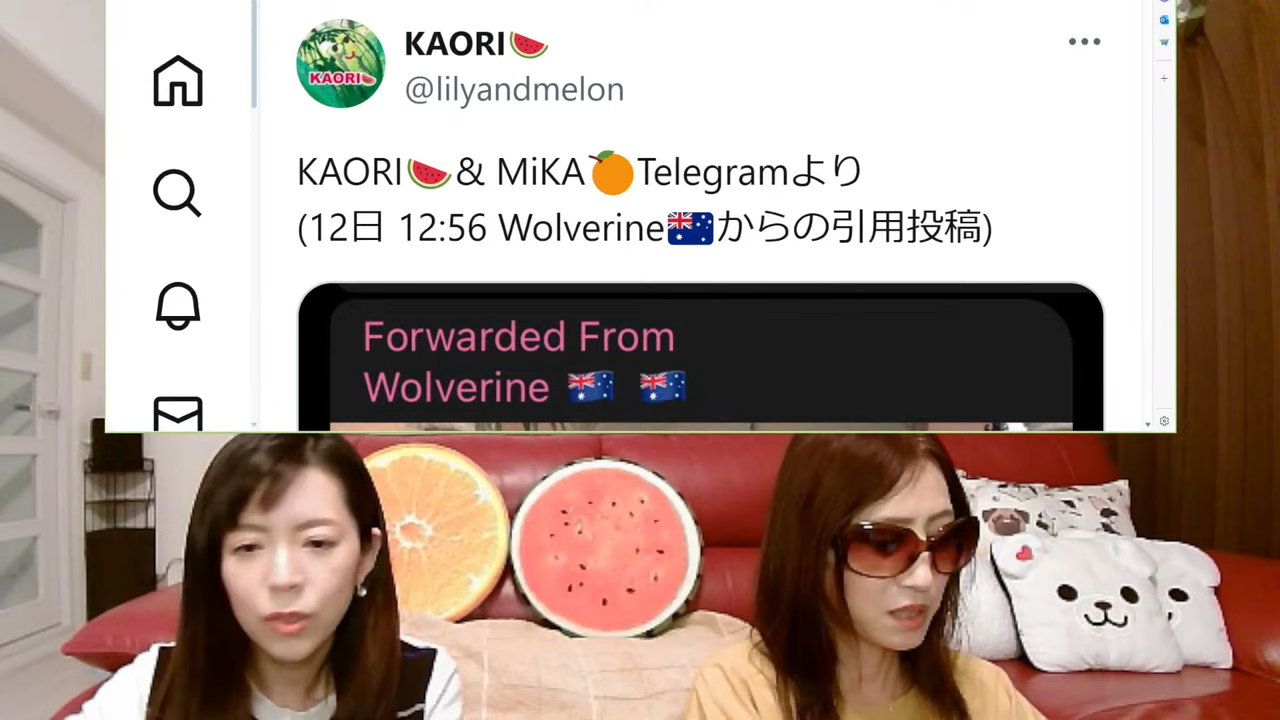 KAORI🍉
@lilyandmelon
KAORI🍉
KAORI🍉& MiKA🍊Telegramより
(12日 12:56 Wolverine🇦🇺からの引用投稿)
Forwarded From
Wolverine 🇦🇺 🇦🇺